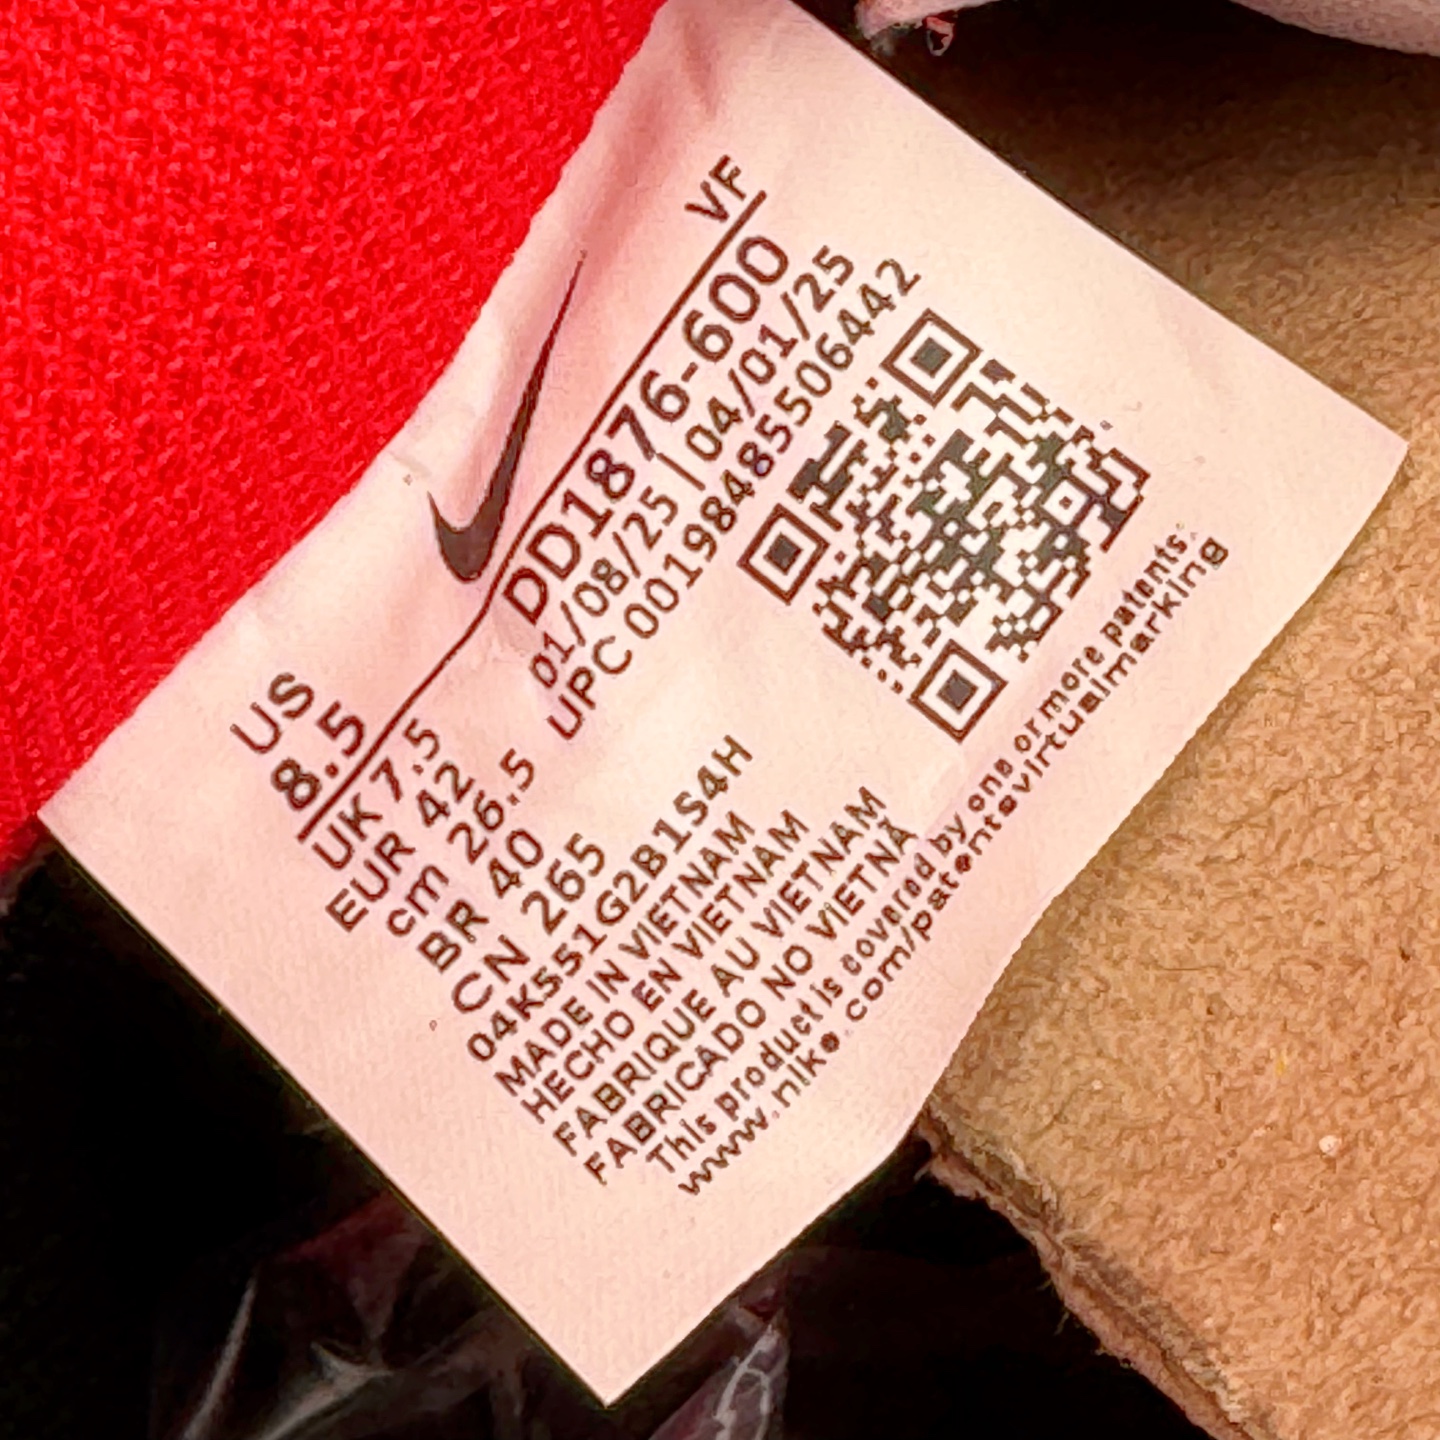 VF
US
8.5
DD1876-600
01/08/25 | 04/01/25
UPC 00198485506442
UK 7.5
EUR 42
cm 26.5
BR 40
CN 265
04K551G2B1S4H
MADE IN VIETNAM
HECHO EN VIETNAM
FABRIQUE AU VIETNAM
FABRICADO NO VIETNÃ
This product is covered by one or more patents.
www.nike.com/patentsvirtualmarking